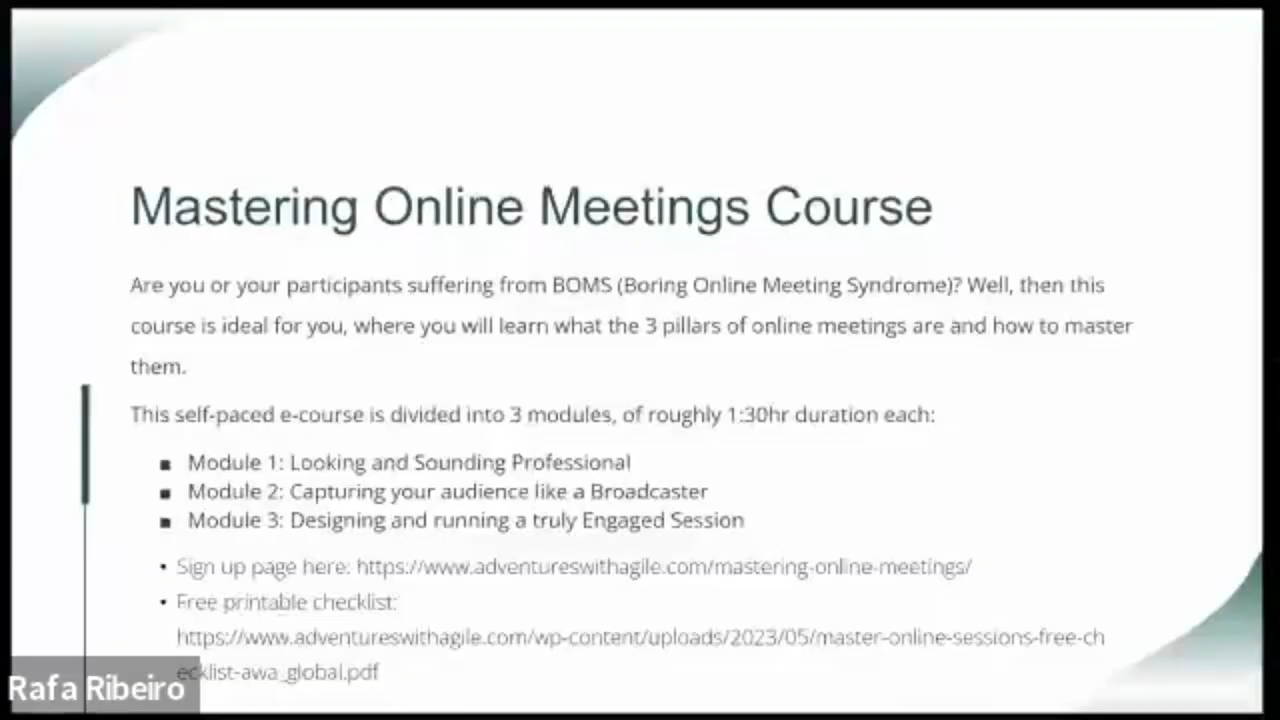 Mastering Online Meetings Course
Are you or your participants suffering from BOMS (Boring Online Meeting Syndrome)? Well, then this
course is ideal for you, where you will learn what the 3 pillars of online meetings are and how to master
them.
This self-paced e-course is divided into 3 modules, of roughly 1:30hr duration each:
▪ Module 1: Looking and Sounding Professional
▪ Module 2: Capturing your audience like a Broadcaster
▪ Module 3: Designing and running a truly Engaged Session
• Sign up page here: https://www.adventureswithagile.com/mastering-online-meetings/
• Free printable checklist:
https://www.adventureswithagile.com/wp-content/uploads/2023/05/master-online-sessions-free-ch
ecklist-awa_global.pdf
Rafa Ribeiro